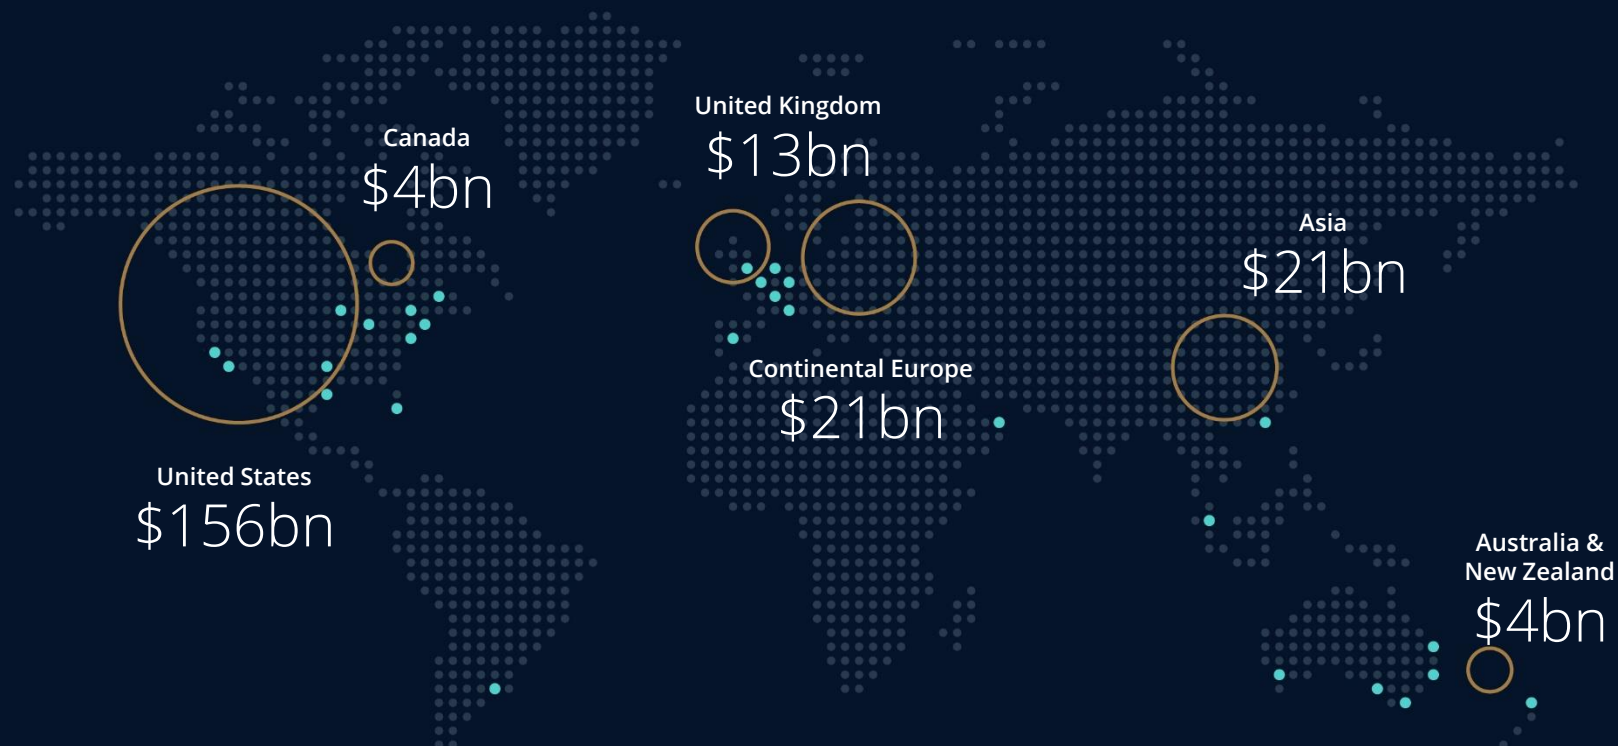 United Kingdom
$13bn
Canada
$4bn
Asia
$21bn
Continental Europe
$21bn
United States
$156bn
Australia &
New Zealand
$4bn